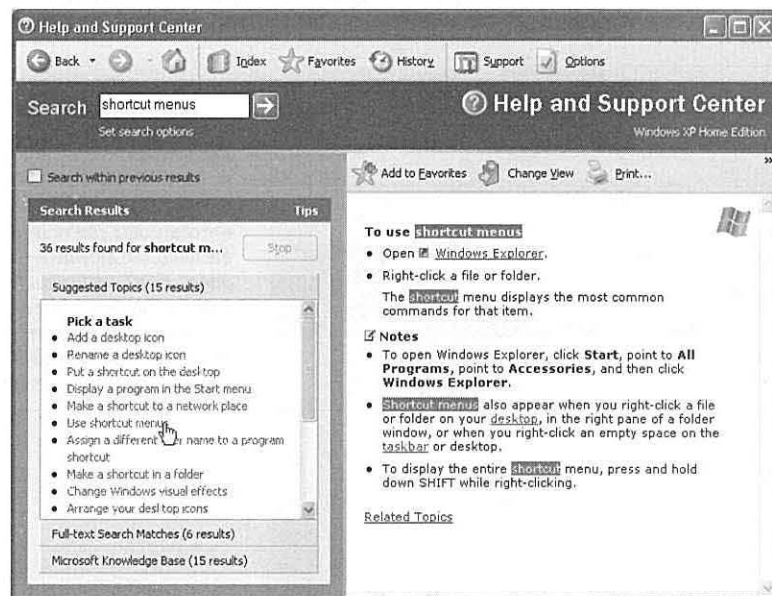 Help and Support Center
Back
Index
Favorites
History
Support
Options
Search
shortcut menus
Set search options
Help and Support Center
Windows XP Home Edition
Search within previous results
Add to Favorites
Change View
Print...
»
Search Results
Tips
36 results found for shortcut m...
Stop
Suggested Topics (15 results)
Pick a task
• Add a desktop icon
• Rename a desktop icon
• Put a shortcut on the desktop
• Display a program in the Start menu
• Make a shortcut to a network place
• Use shortcut menus
• Assign a different name to a program
shortcut
• Make a shortcut in a folder
• Change Windows visual effects
• Arrange your desktop icons
Full-text Search Matches (6 results)
Microsoft Knowledge Base (15 results)
To use shortcut menus
• Open Windows Explorer.
• Right-click a file or folder.
The shortcut menu displays the most common
commands for that item.
Notes
• To open Windows Explorer, click Start, point to All
Programs, point to Accessories, and then click
Windows Explorer.
• Shortcut menus also appear when you right-click a file
or folder on your desktop, in the right pane of a folder
window, or when you right-click an empty space on the
taskbar or desktop.
• To display the entire shortcut menu, press and hold
down SHIFT while right-clicking.
Related Topics